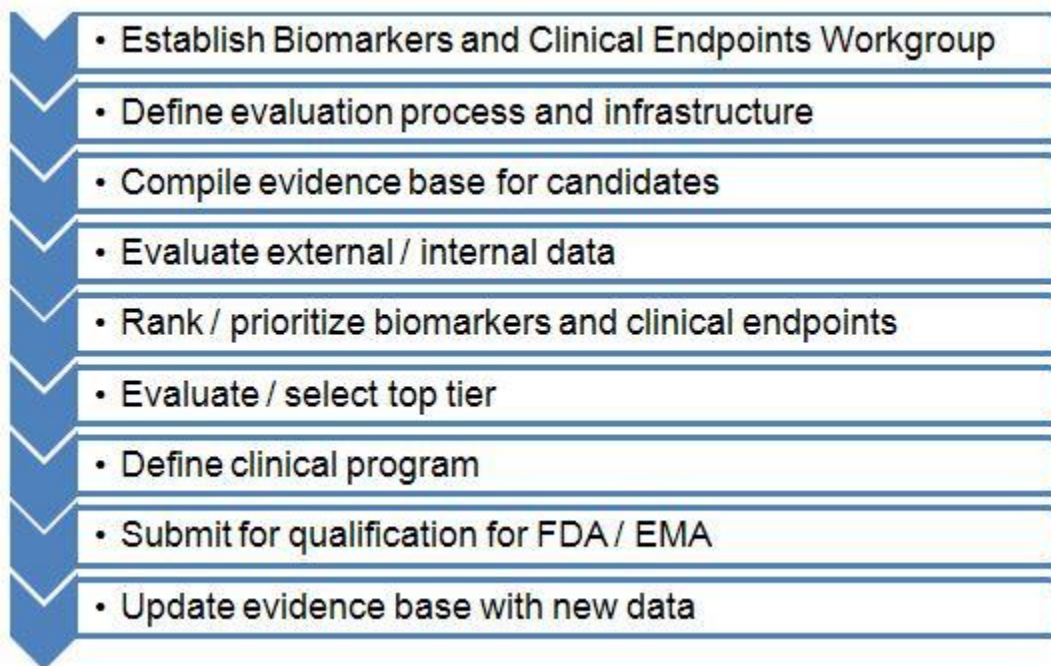 • Establish Biomarkers and Clinical Endpoints Workgroup
• Define evaluation process and infrastructure
• Compile evidence base for candidates
• Evaluate external / internal data
• Rank / prioritize biomarkers and clinical endpoints
• Evaluate / select top tier
• Define clinical program
• Submit for qualification for FDA / EMA
• Update evidence base with new data